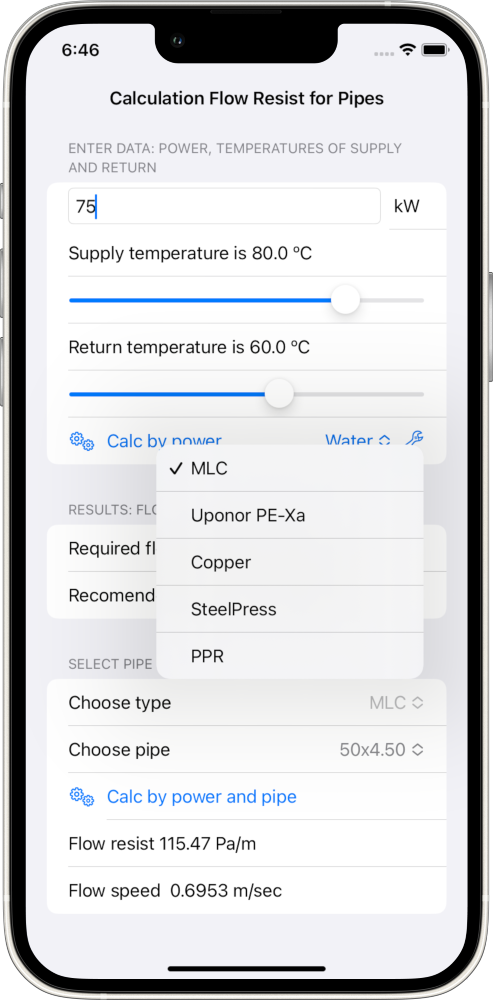 6:46
Calculation Flow Resist for Pipes
ENTER DATA: POWER, TEMPERATURES OF SUPPLY
AND RETURN
75 kW
Supply temperature is 80.0 ºC
Return temperature is 60.0 ºC
Calc by power Water
✓ MLC
Uponor PE-Xa
Copper
SteelPress
PPR
RESULTS: FLO
Required fl
Recomend
SELECT PIPE
Choose type MLC
Choose pipe 50x4.50
Calc by power and pipe
Flow resist 115.47 Pa/m
Flow speed 0.6953 m/sec